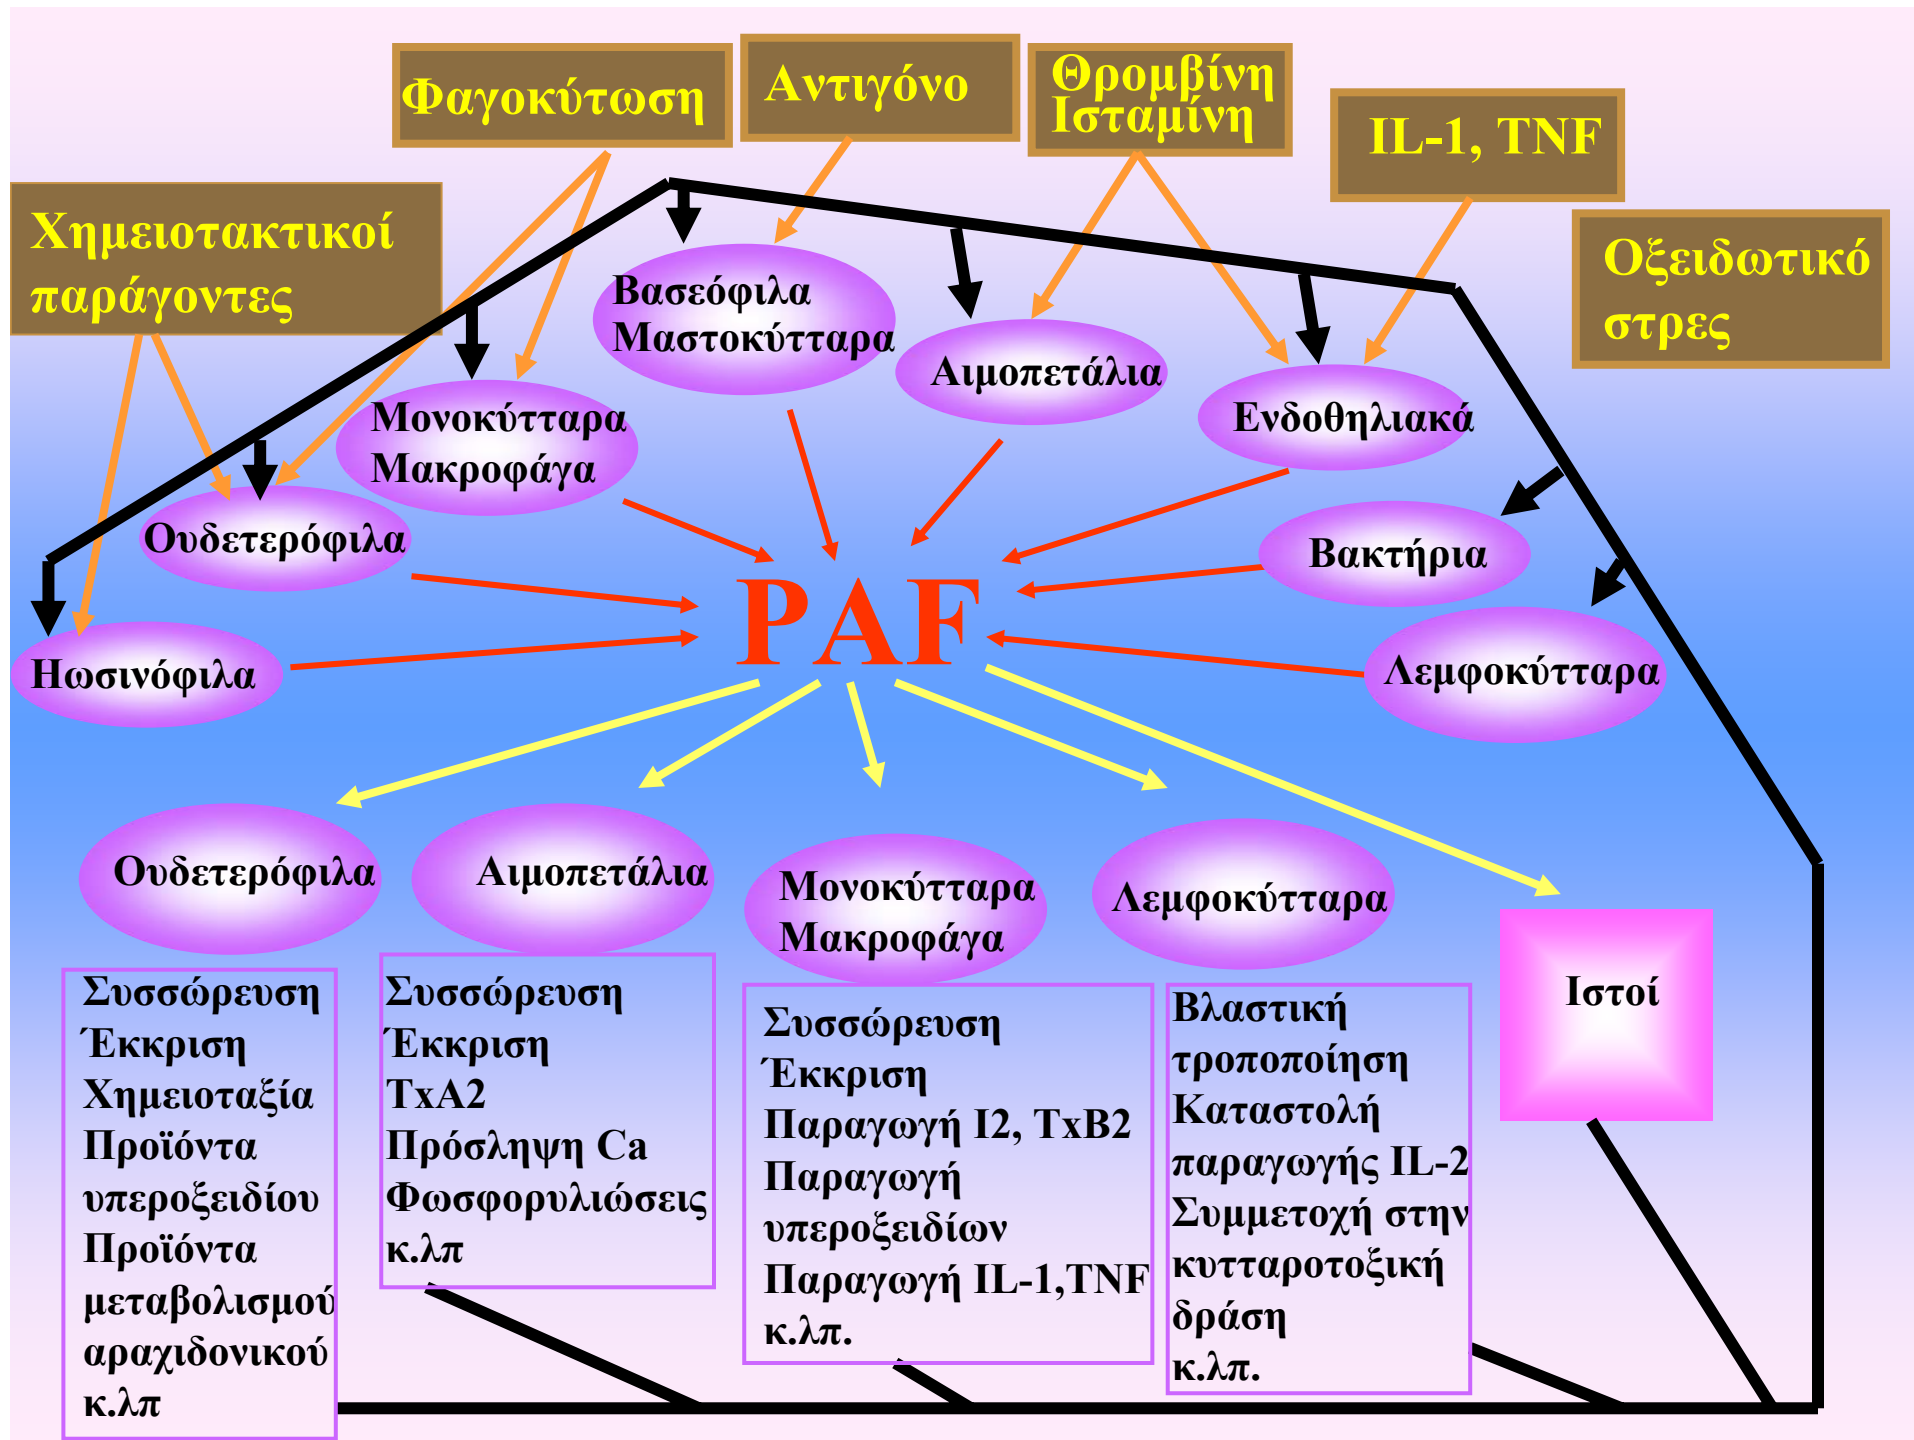 Φαγοκύτωση
Αντιγόνο
Θρομβίνη
Ισταμίνη
IL-1, TNF
Χημειοτακτικοί
παράγοντες
Οξειδωτικό
στρες
Βασεόφιλα
Μαστοκύτταρα
Αιμοπετάλια
Μονοκύτταρα
Μακροφάγα
Ενδοθηλιακά
Ουδετερόφιλα
Βακτήρια
Ηωσινόφιλα
PAF
Λεμφοκύτταρα
Ουδετερόφιλα
Αιμοπετάλια
Μονοκύτταρα
Μακροφάγα
Λεμφοκύτταρα
Ιστοί
Συσσώρευση
Έκκριση
Χημειοταξία
Προϊόντα
υπεροξειδίου
Προϊόντα
μεταβολισμού
αραχιδονικού
κ.λπ
Συσσώρευση
Έκκριση
TxA2
Πρόσληψη Ca
Φωσφορυλιώσεις
κ.λπ
Συσσώρευση
Έκκριση
Παραγωγή I2, TxB2
Παραγωγή
υπεροξειδίων
Παραγωγή IL-1,TNF
κ.λπ.
Βλαστική
τροποποίηση
Καταστολή
παραγωγής IL-2
Συμμετοχή στην
κυτταροτοξική
δράση
κ.λπ.